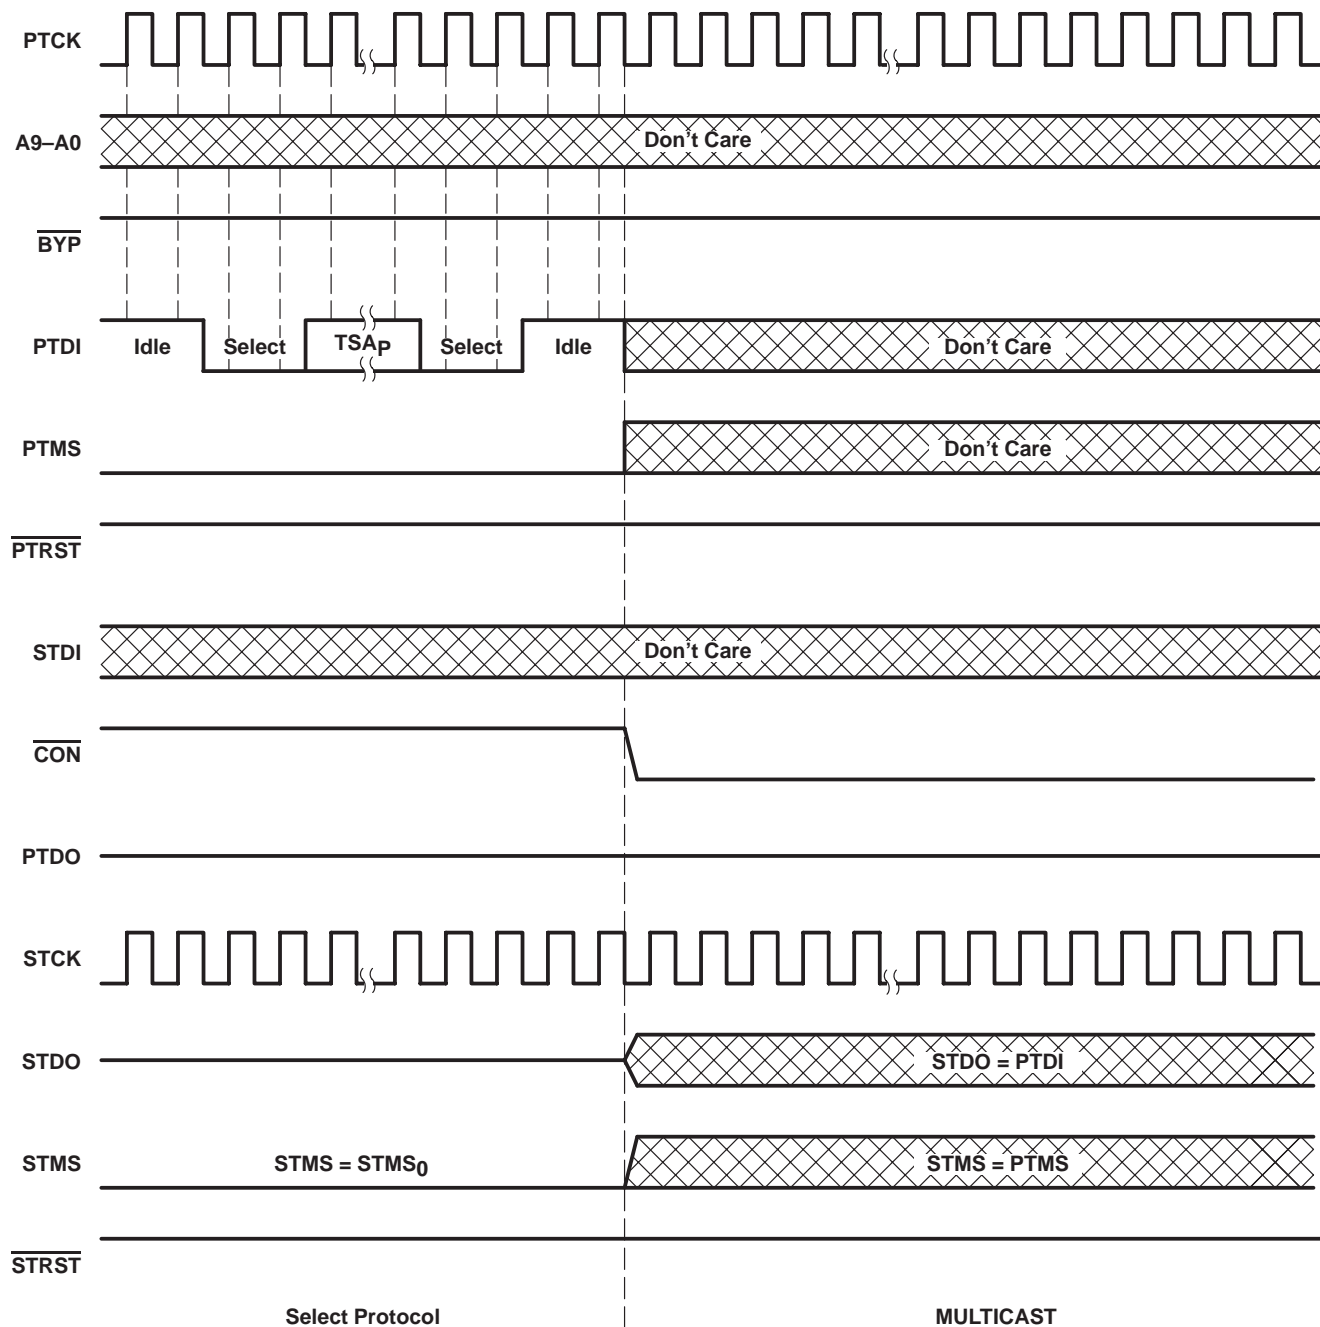 PTCK
A9–A0 Don't Care
BYP
PTDI Idle Select TSAP Select Idle Don't Care
PTMS Don't Care
PTRST
STDI Don't Care
CON
PTDO
STCK
STDO STDO = PTDI
STMS STMS = STMS0 STMS = PTMS
STRST
Select Protocol MULTICAST